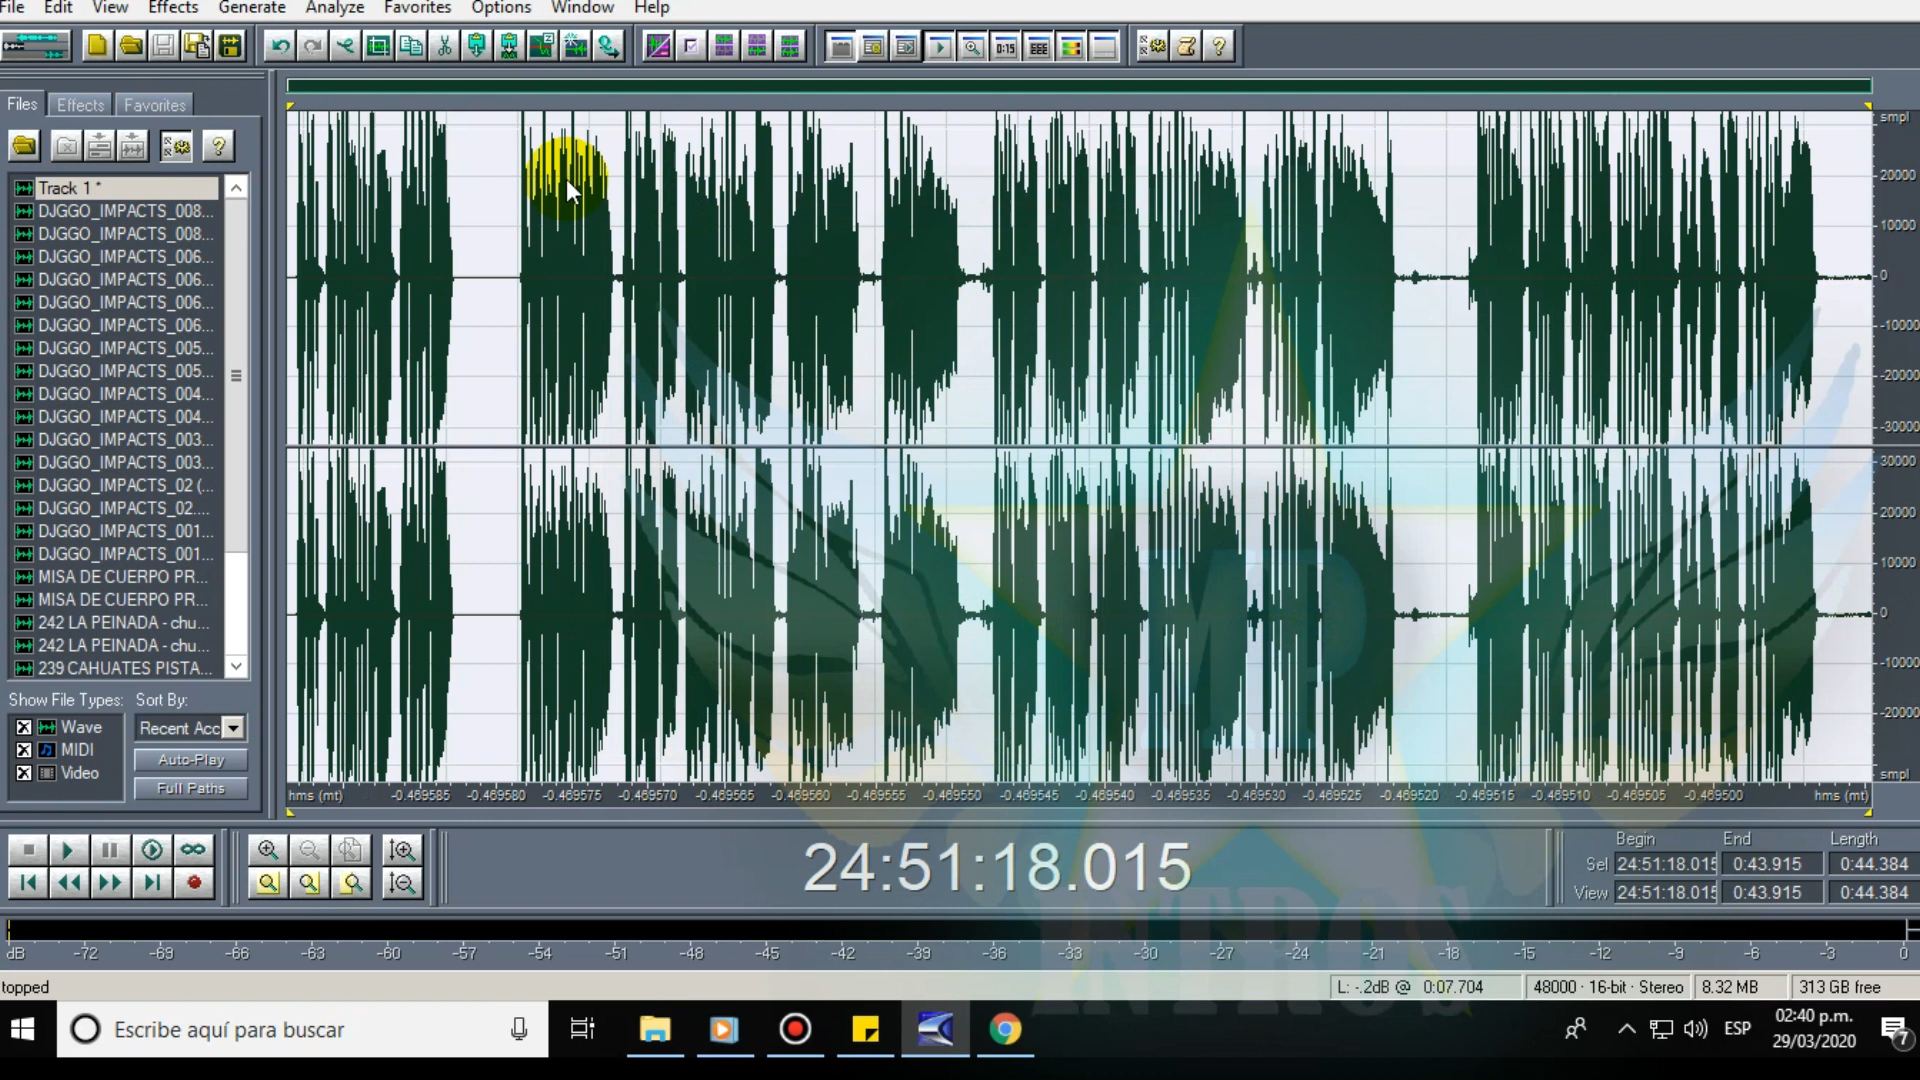 File Edit View Effects Generate Analyze Favorites Options Window Help
0:15
Files Effects Favorites
Track 1 *
DJGGO_IMPACTS_008...
DJGGO_IMPACTS_008...
DJGGO_IMPACTS_006...
DJGGO_IMPACTS_006...
DJGGO_IMPACTS_006...
DJGGO_IMPACTS_006...
DJGGO_IMPACTS_005...
DJGGO_IMPACTS_005...
DJGGO_IMPACTS_004...
DJGGO_IMPACTS_004...
DJGGO_IMPACTS_003...
DJGGO_IMPACTS_003...
DJGGO_IMPACTS_02 (...
DJGGO_IMPACTS_02....
DJGGO_IMPACTS_001...
DJGGO_IMPACTS_001...
MISA DE CUERPO PR...
MISA DE CUERPO PR...
242 LA PEINADA - chu...
242 LA PEINADA - chu...
239 CAHUATES PISTA...
Show File Types: Sort By:
Wave
MIDI
Video
Recent Acc
Auto-Play
Full Paths
smpl
20000
10000
0
-10000
-20000
-30000
30000
20000
10000
0
-10000
-20000
smpl
MP
NTROS
hms (mt) -0.469585 -0.469580 -0.469575 -0.469570 -0.469565 -0.469560 -0.469555 -0.469550 -0.469545 -0.469540 -0.469535 -0.469530 -0.469525 -0.469520 -0.469515 -0.469510 -0.469505 -0.469500 hms (mt)
24:51:18.015
Begin End Length
Sel 24:51:18.015 0:43.915 0:44.384
View 24:51:18.015 0:43.915 0:44.384
dB -72 -69 -66 -63 -60 -57 -54 -51 -48 -45 -42 -39 -36 -33 -30 -27 -24 -21 -18 -15 -12 -9 -6 -3 0
topped
L: -.2dB @ 0:07.704 48000 · 16-bit · Stereo 8.32 MB 313 GB free
Escribe aquí para buscar
ESP
02:40 p.m.
29/03/2020
7